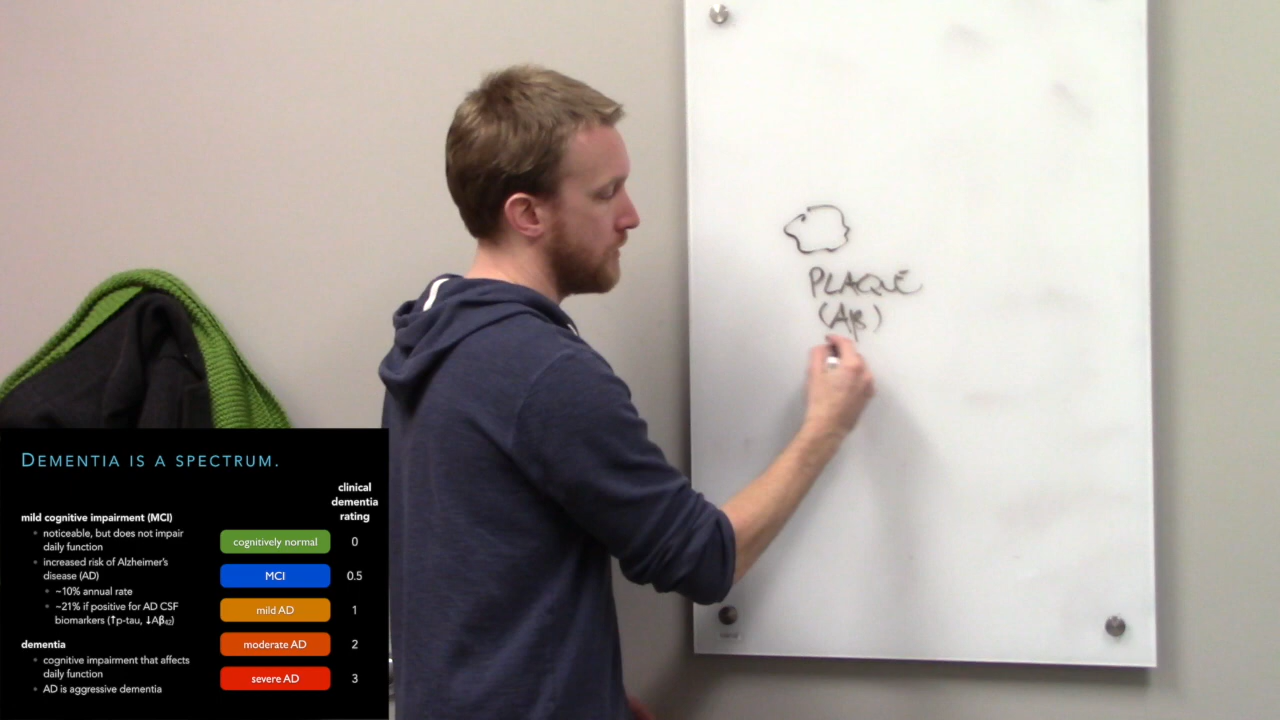 PLAQUE
(Aβ)
DEMENTIA IS A SPECTRUM.
clinical
dementia
rating
mild cognitive impairment (MCI)
noticeable, but does not impair
daily function
increased risk of Alzheimer's
disease (AD)
~10% annual rate
~21% if positive for AD CSF
biomarkers (↑p-tau, ↓Aβ42)
dementia
cognitive impairment that affects
daily function
AD is aggressive dementia
cognitively normal 0
MCI 0.5
mild AD 1
moderate AD 2
severe AD 3